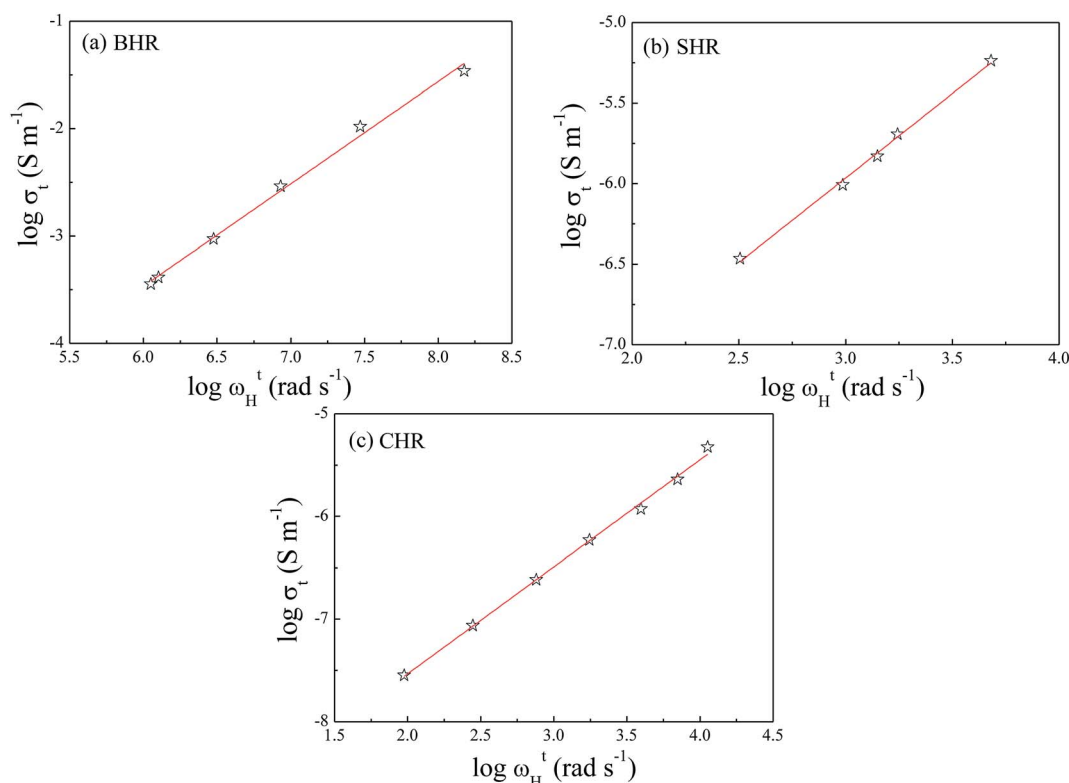 (a) BHR
-1
-2
-3
-4
5.5 6.0 6.5 7.0 7.5 8.0 8.5
log σt (S m-1)
log ωHt (rad s-1)
(b) SHR
-5.0
-5.5
-6.0
-6.5
-7.0
2.0 2.5 3.0 3.5 4.0
log σt (S m-1)
log ωHt (rad s-1)
(c) CHR
-5
-6
-7
-8
1.5 2.0 2.5 3.0 3.5 4.0 4.5
log σt (S m-1)
log ωHt (rad s-1)